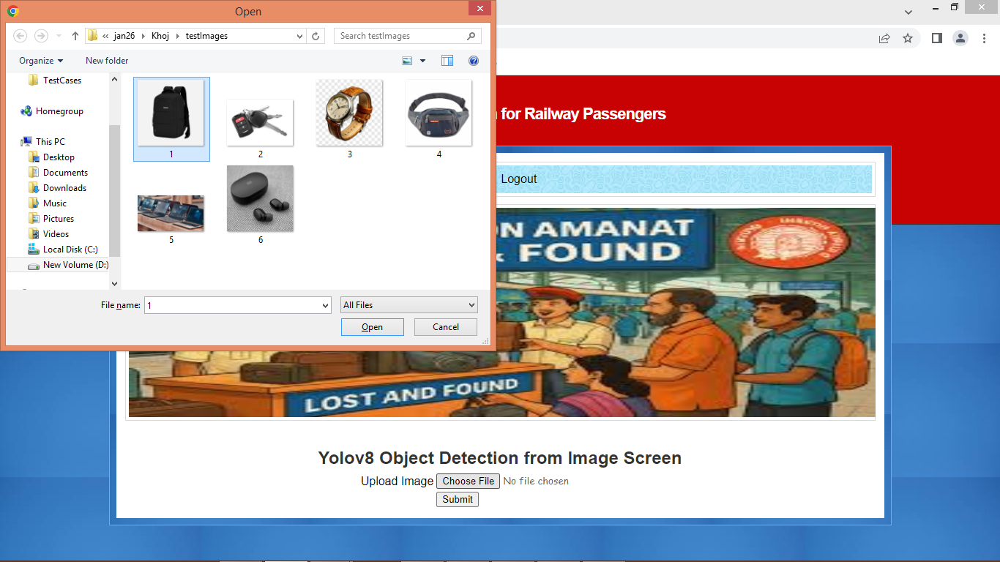 Open
jan26
Khoj
testImages
Search testImages
Organize
New folder
TestCases
Homegroup
This PC
Desktop
Documents
Downloads
Music
Pictures
Videos
Local Disk (C:)
New Volume (D:)
1
2
3
4
5
6
File name:
1
All Files
Open
Cancel
for Railway Passengers
Logout
ON AMANAT
& FOUND
LOST AND FOUND
Yolov8 Object Detection from Image Screen
Upload Image
Choose File
No file chosen
Submit